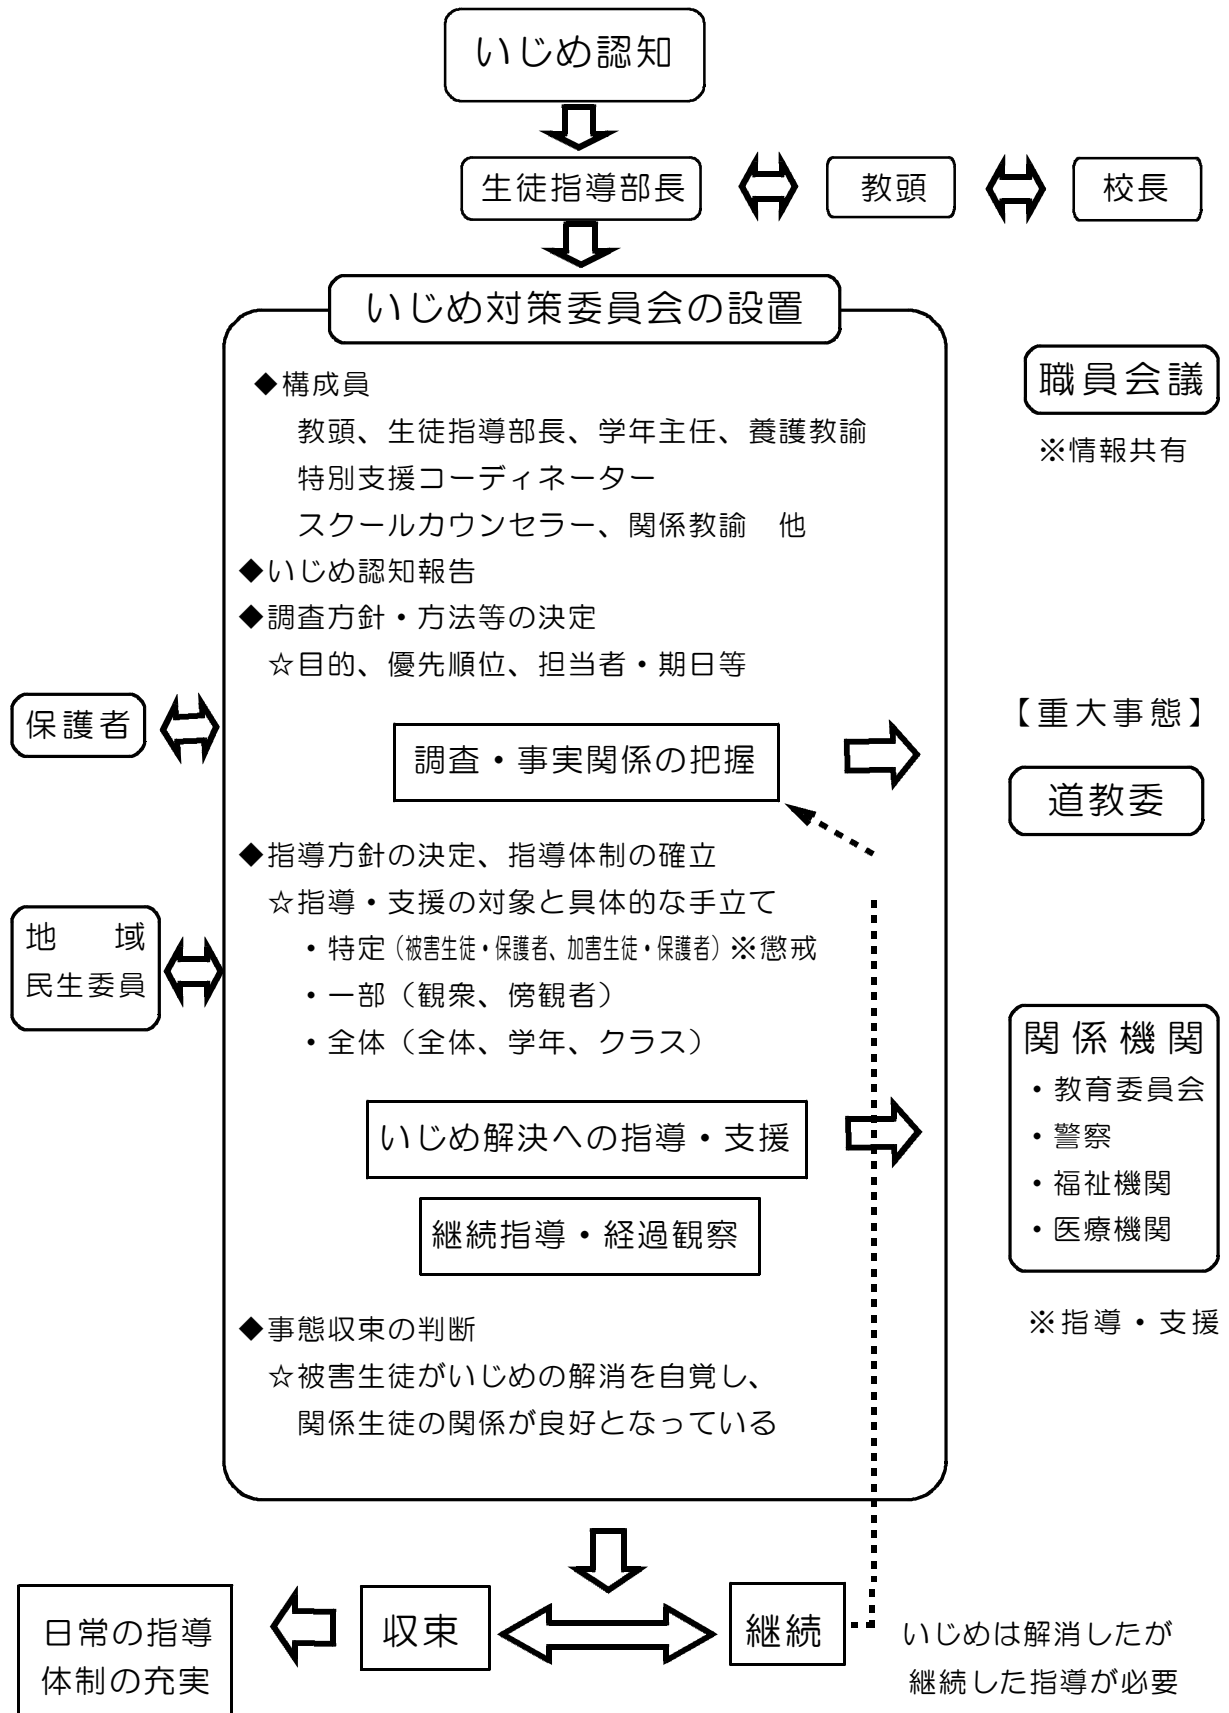 いじめ認知
生徒指導部長
教頭
校長
いじめ対策委員会の設置
◆構成員
教頭、生徒指導部長、学年主任、養護教諭
特別支援コーディネーター
スクールカウンセラー、関係教諭　他
◆いじめ認知報告
◆調査方針・方法等の決定
☆目的、優先順位、担当者・期日等
調査・事実関係の把握
◆指導方針の決定、指導体制の確立
☆指導・支援の対象と具体的な手立て
・特定（被害生徒・保護者、加害生徒・保護者）※懲戒
・一部（観衆、傍観者）
・全体（全体、学年、クラス）
いじめ解決への指導・支援
継続指導・経過観察
◆事態収束の判断
☆被害生徒がいじめの解消を自覚し、
関係生徒の関係が良好となっている
職員会議
※情報共有
保護者
【重大事態】
道教委
地　域
民生委員
関係機関
・教育委員会
・警察
・福祉機関
・医療機関
※指導・支援
日常の指導
体制の充実
収束
継続
いじめは解消したが
継続した指導が必要